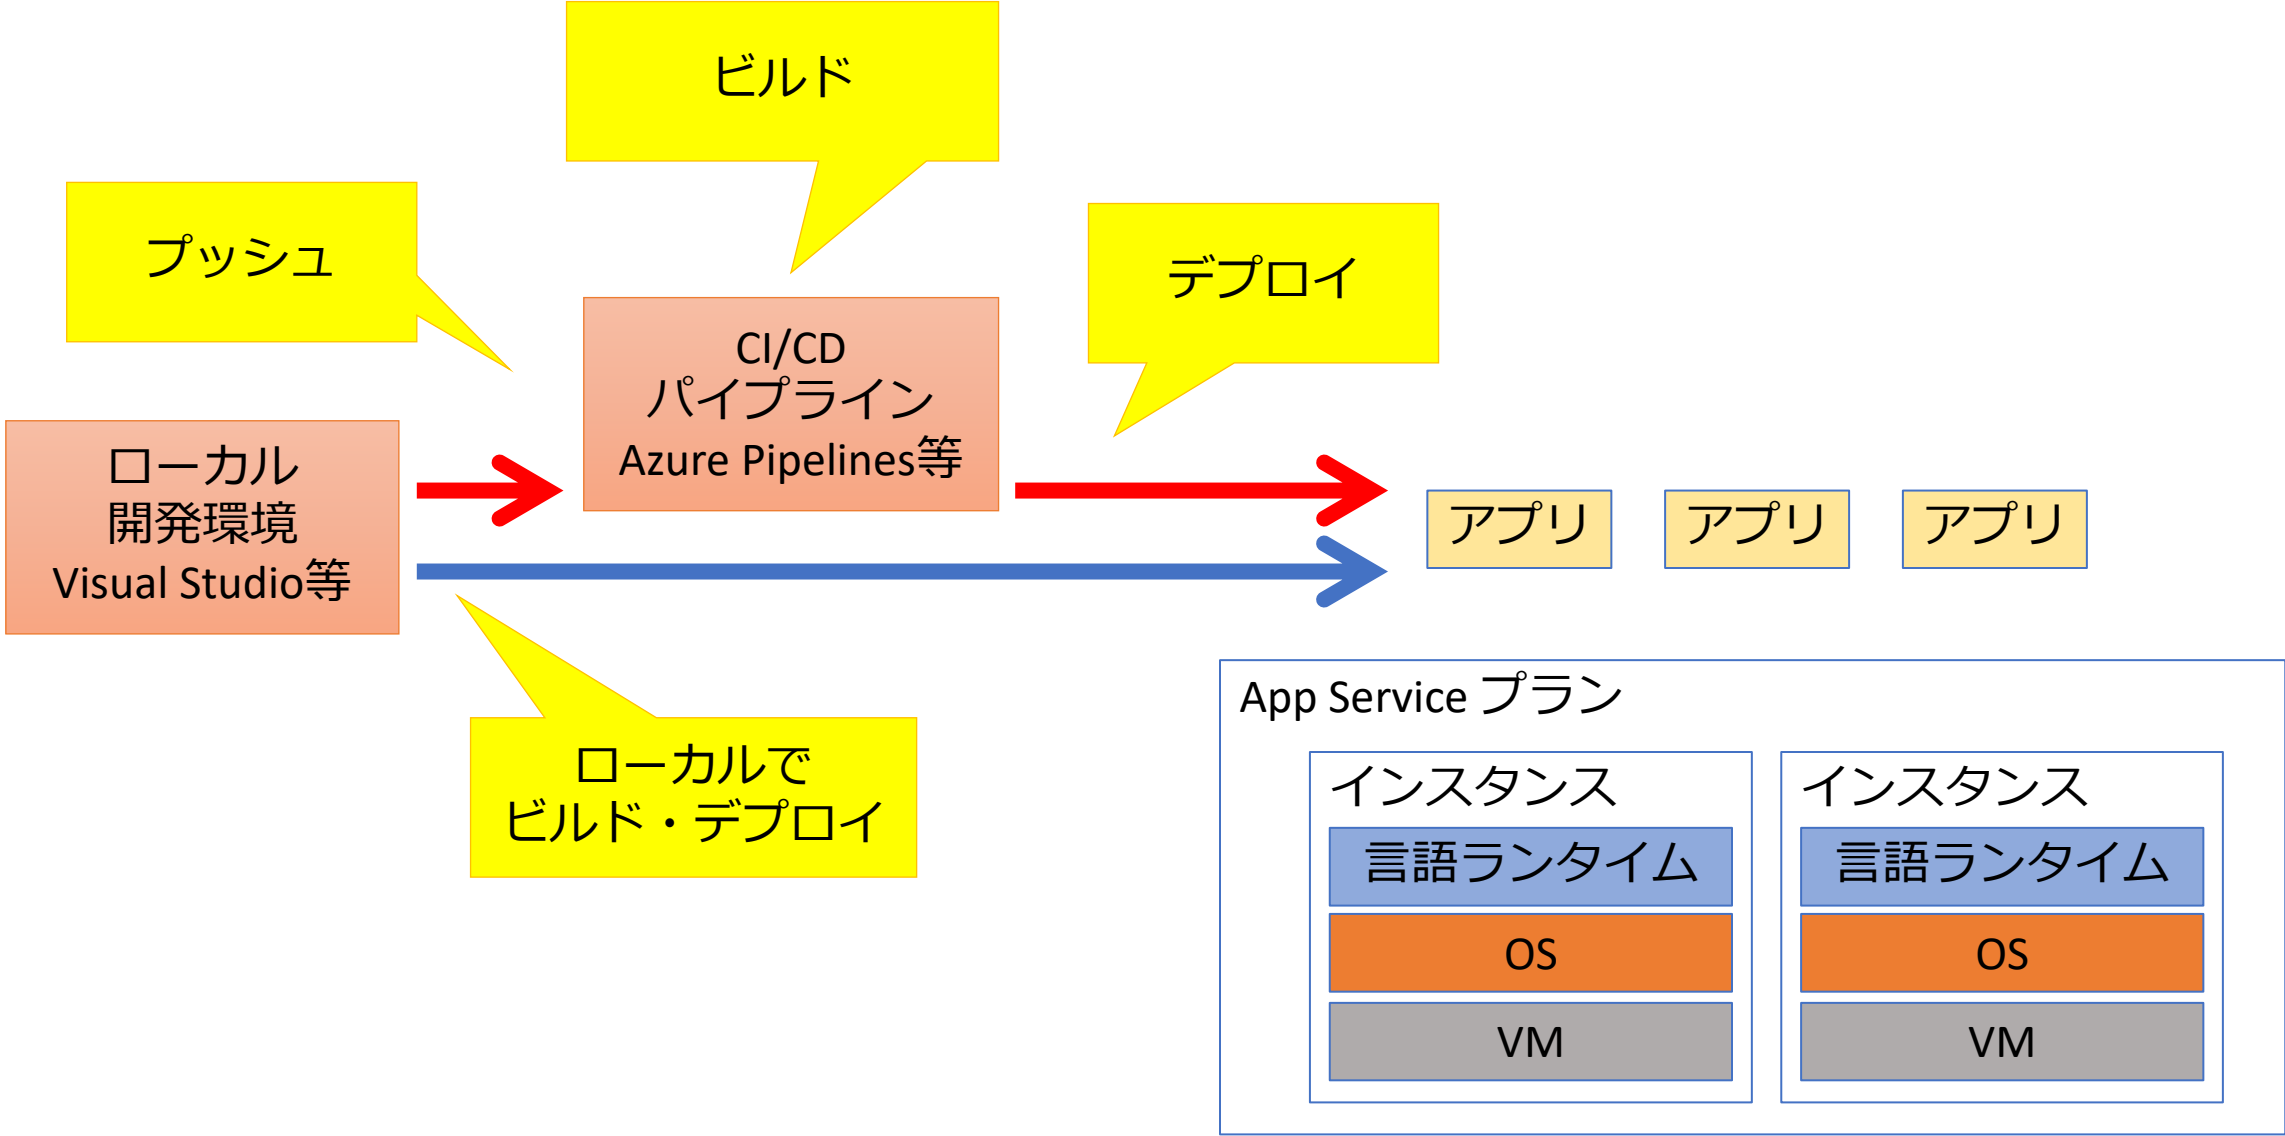 ビルド
プッシュ
デプロイ
CI/CD
パイプライン
Azure Pipelines等
ローカル
開発環境
Visual Studio等
アプリ
アプリ
アプリ
ローカルで
ビルド・デプロイ
App Service プラン
インスタンス
言語ランタイム
OS
VM
インスタンス
言語ランタイム
OS
VM